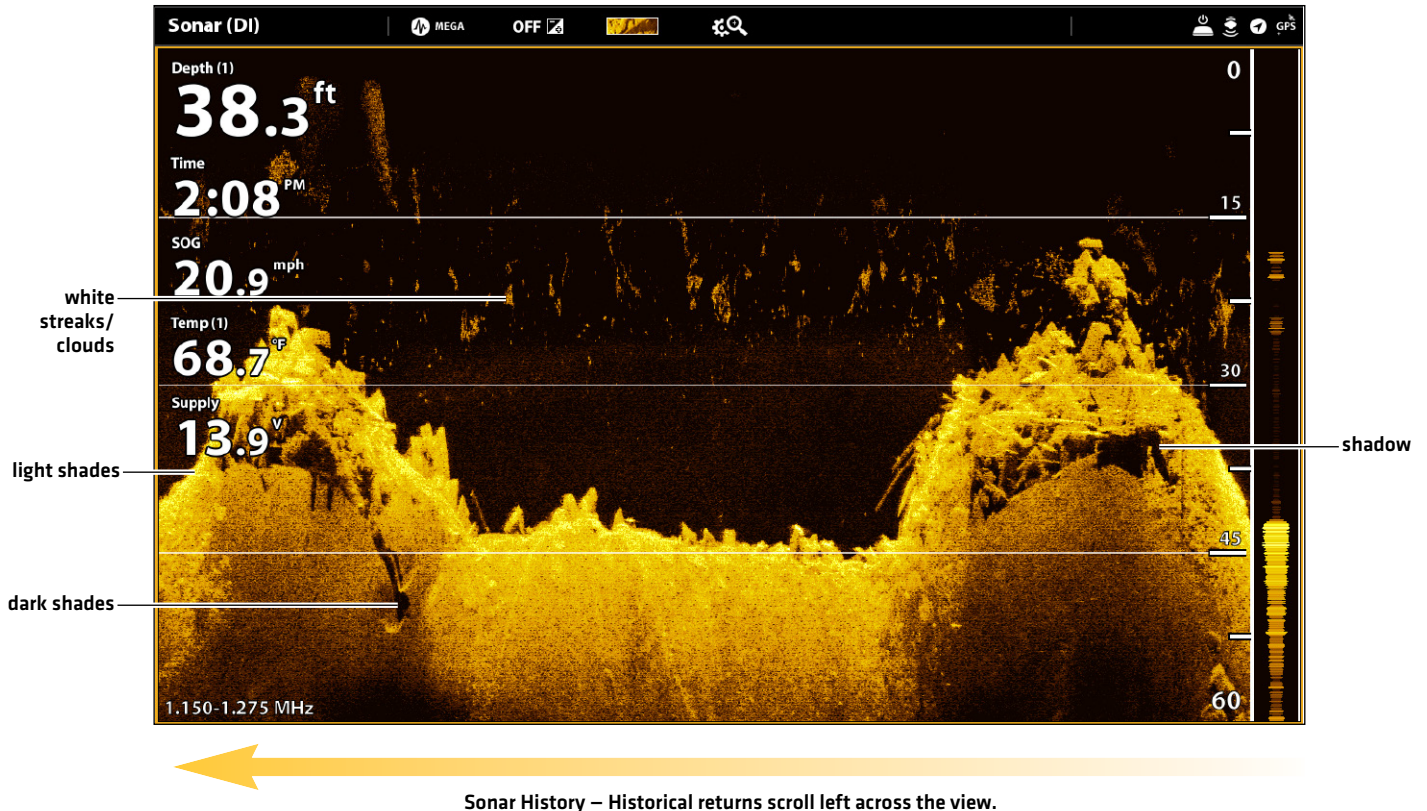 Sonar (DI)
MEGA
OFF
GPS
Depth (1)
38.3 ft
Time
2:08 PM
SOG
20.9 mph
Temp (1)
68.7 °F
Supply
13.9 V
1.150-1.275 MHz
0
15
30
45
60
white
streaks/
clouds
light shades
dark shades
shadow
Sonar History – Historical returns scroll left across the view.